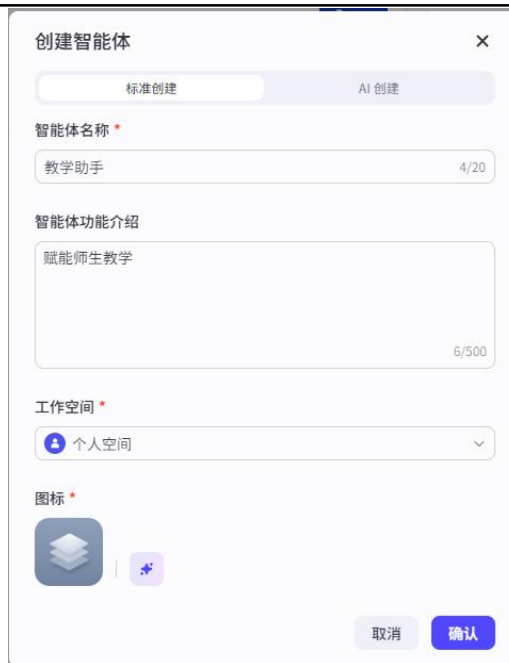 创建智能体
标准创建 AI 创建
智能体名称 *
教学助手 4/20
智能体功能介绍
赋能师生教学
6/500
工作空间 *
个人空间
图标 *
取消 确认